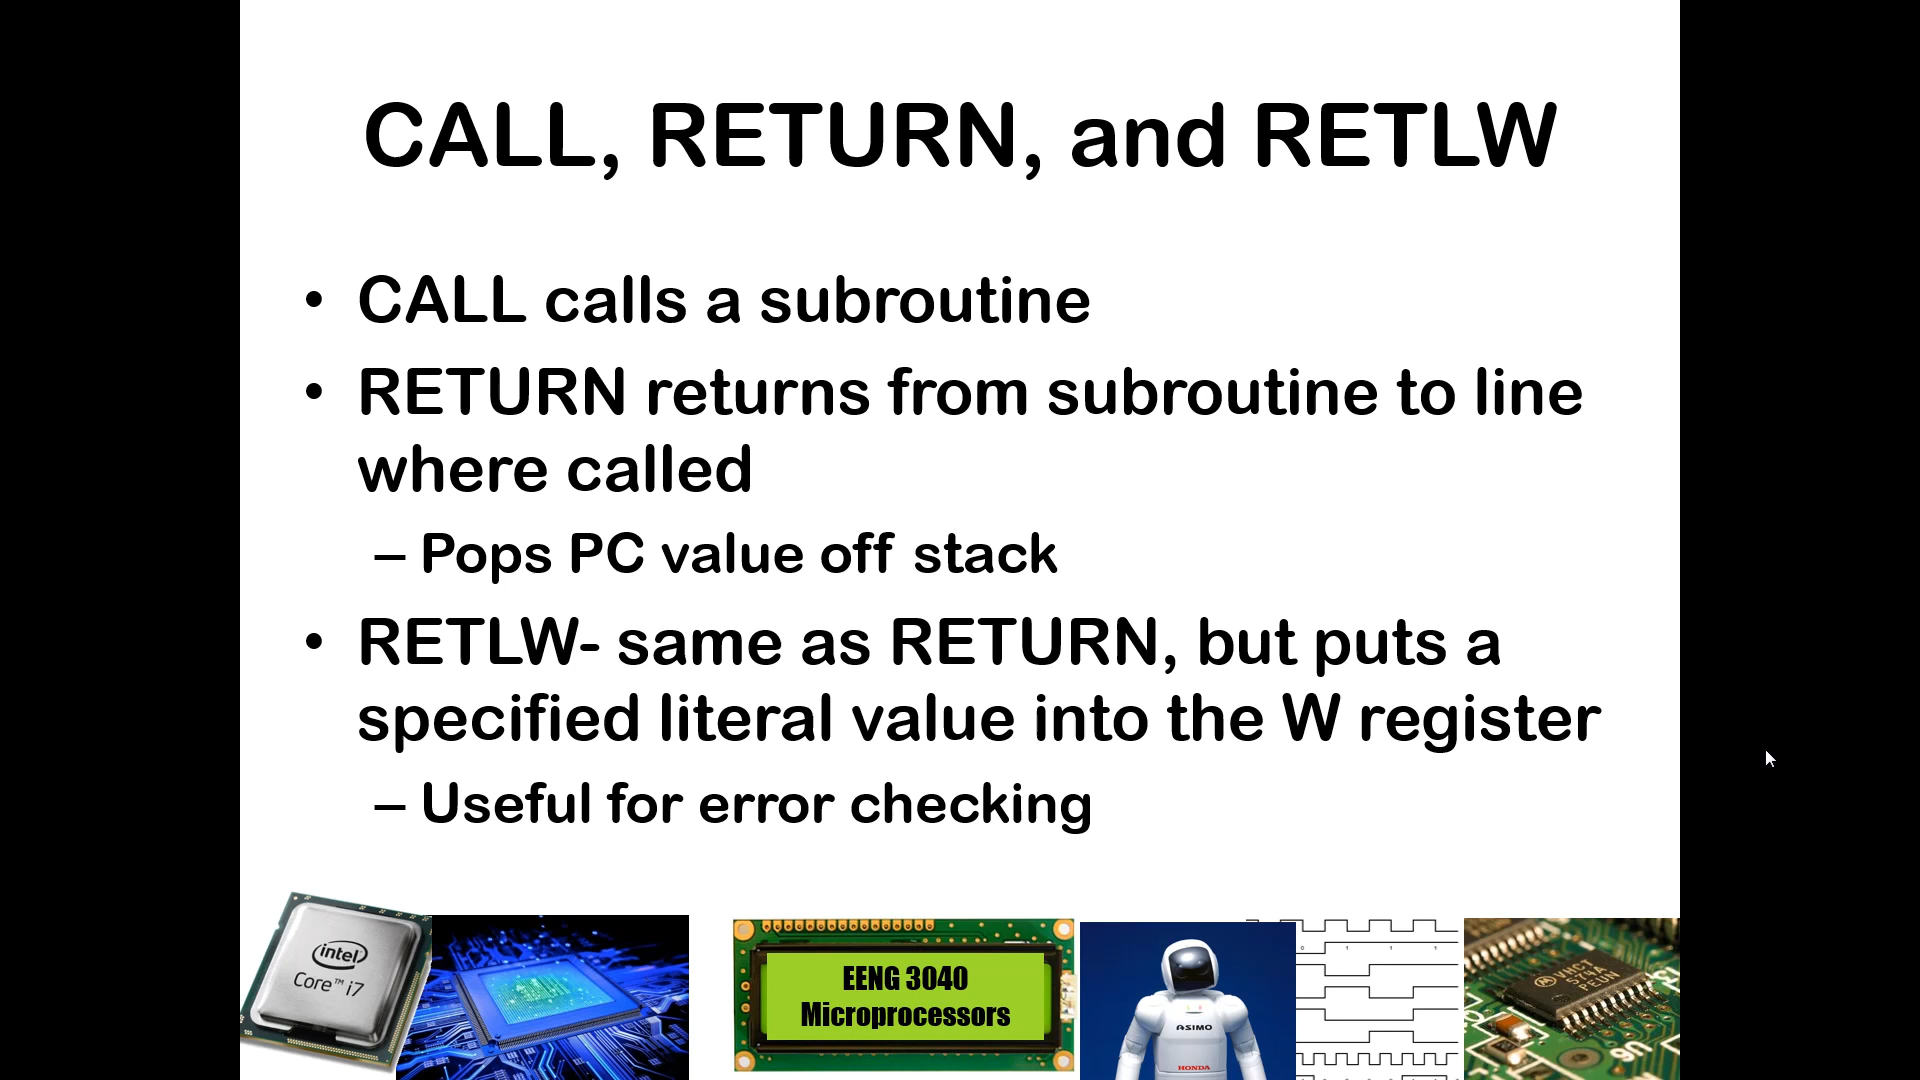 CALL, RETURN, and RETLW
• CALL calls a subroutine
• RETURN returns from subroutine to line
where called
– Pops PC value off stack
• RETLW- same as RETURN, but puts a
specified literal value into the W register
– Useful for error checking
intel
Core™ i7
EENG 3040
Microprocessors
ASIMO
HONDA
VHCT